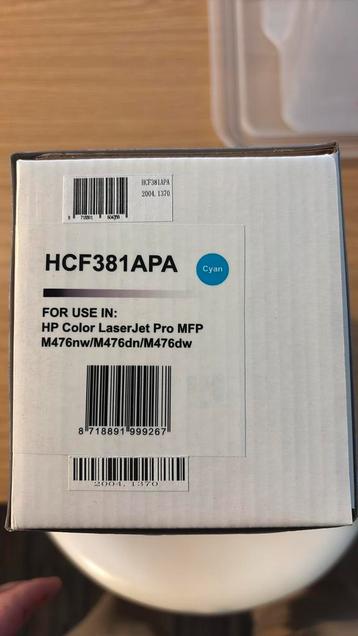 HCF381APA
2004.1370
HCF381APA
Cyan
FOR USE IN:
HP Color LaserJet Pro MFP
M476nw/M476dn/M476dw
8 718891 999267
2004.1370